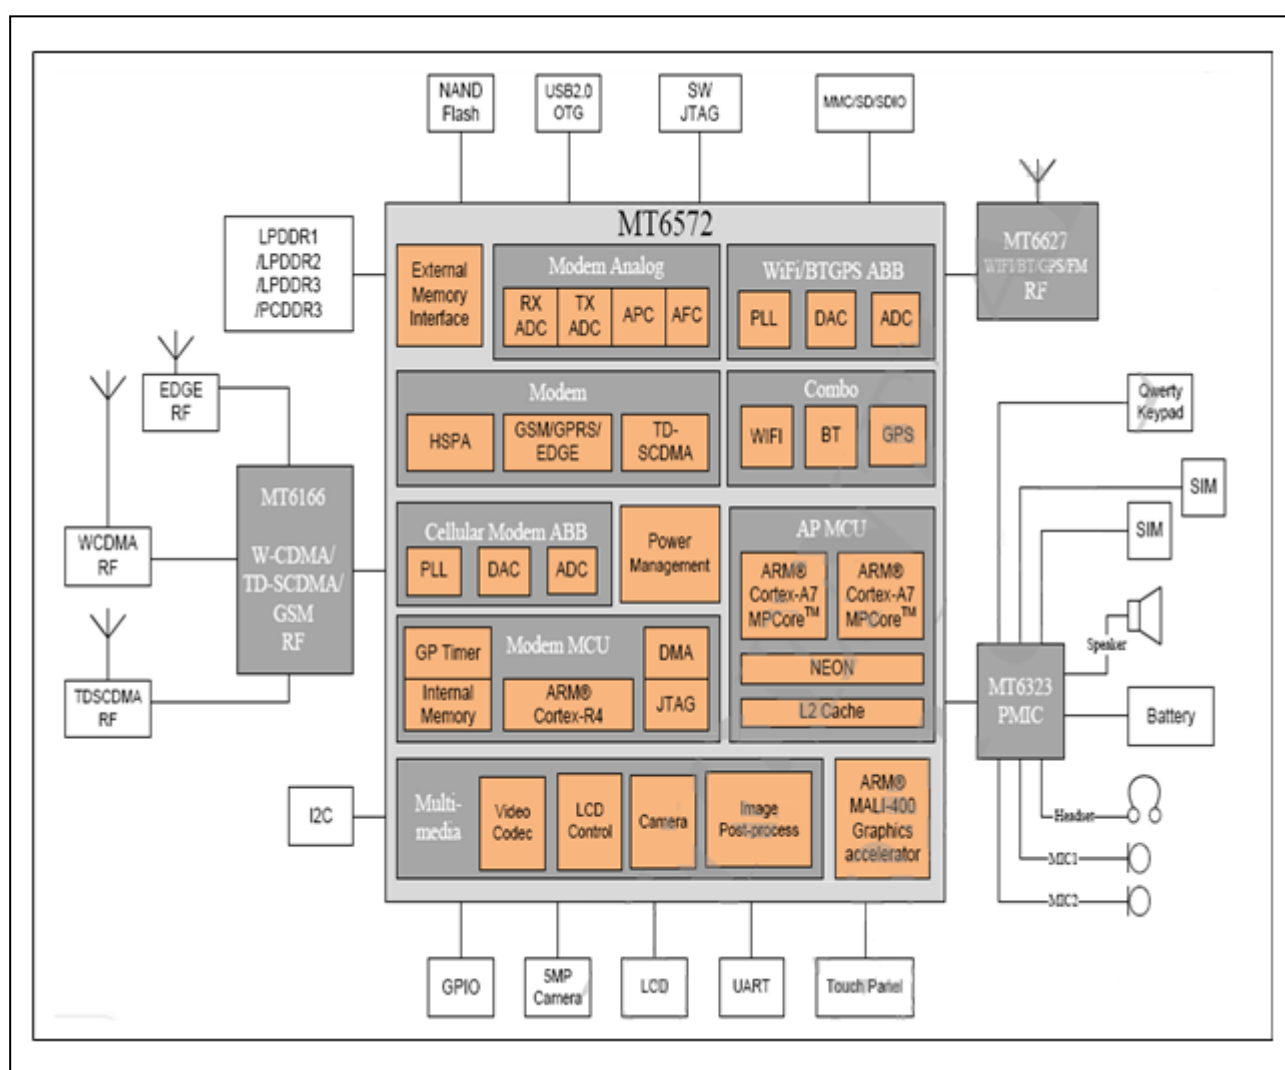 NAND
Flash
USB2.0
OTG
SW
JTAG
MMC/SD/SDIO
LPDDR1
/LPDDR2
/LPDDR3
/PCDDR3
MT6572
MT6627
WIFI/BT/GPS/FM
RF
External
Memory
Interface
Modem Analog
RX
ADC
TX
ADC
APC
AFC
WiFi/BTGPS ABB
PLL
DAC
ADC
EDGE
RF
Modem
HSPA
GSM/GPRS/
EDGE
TD-
SCDMA
Combo
WIFI
BT
GPS
Qwerty
Keypad
SIM
SIM
MT6166
W-CDMA/
TD-SCDMA/
GSM
RF
WCDMA
RF
TDSCDMA
RF
Cellular Modem ABB
PLL
DAC
ADC
Power
Management
AP MCU
ARM®
Cortex-A7
MPCore™
ARM®
Cortex-A7
MPCore™
NEON
L2 Cache
Modem MCU
GP Timer
Internal
Memory
ARM®
Cortex-R4
DMA
JTAG
Speaker
MT6323
PMIC
Battery
Headset
MIC1
MIC2
I2C
Multi-
media
Video
Codec
LCD
Control
Camera
Image
Post-process
ARM®
MALI-400
Graphics
accelerator
GPIO
5MP
Camera
LCD
UART
Touch Panel